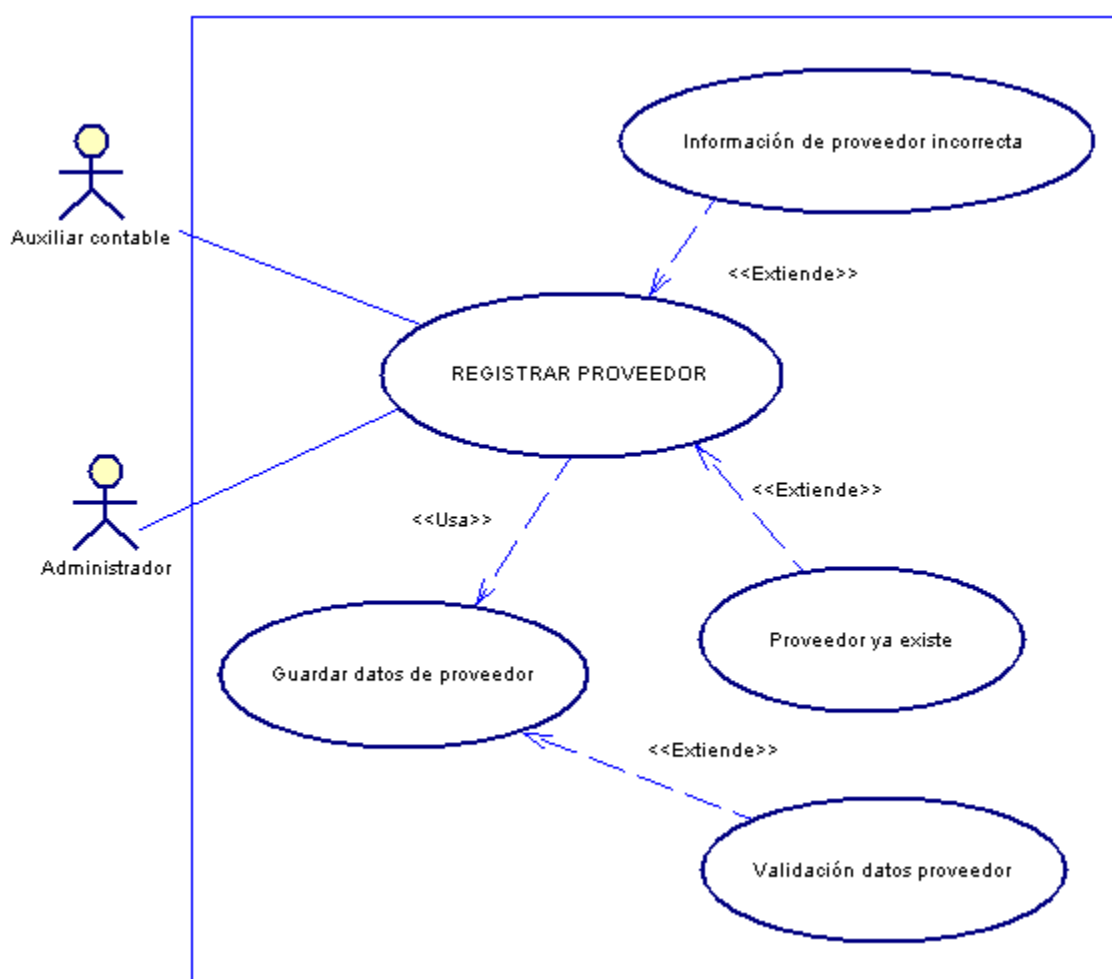 Información de proveedor incorrecta
Auxiliar contable
<<Extiende>>
REGISTRAR PROVEEDOR
<<Extiende>>
<<Usa>>
Administrador
Proveedor ya existe
Guardar datos de proveedor
<<Extiende>>
Validación datos proveedor